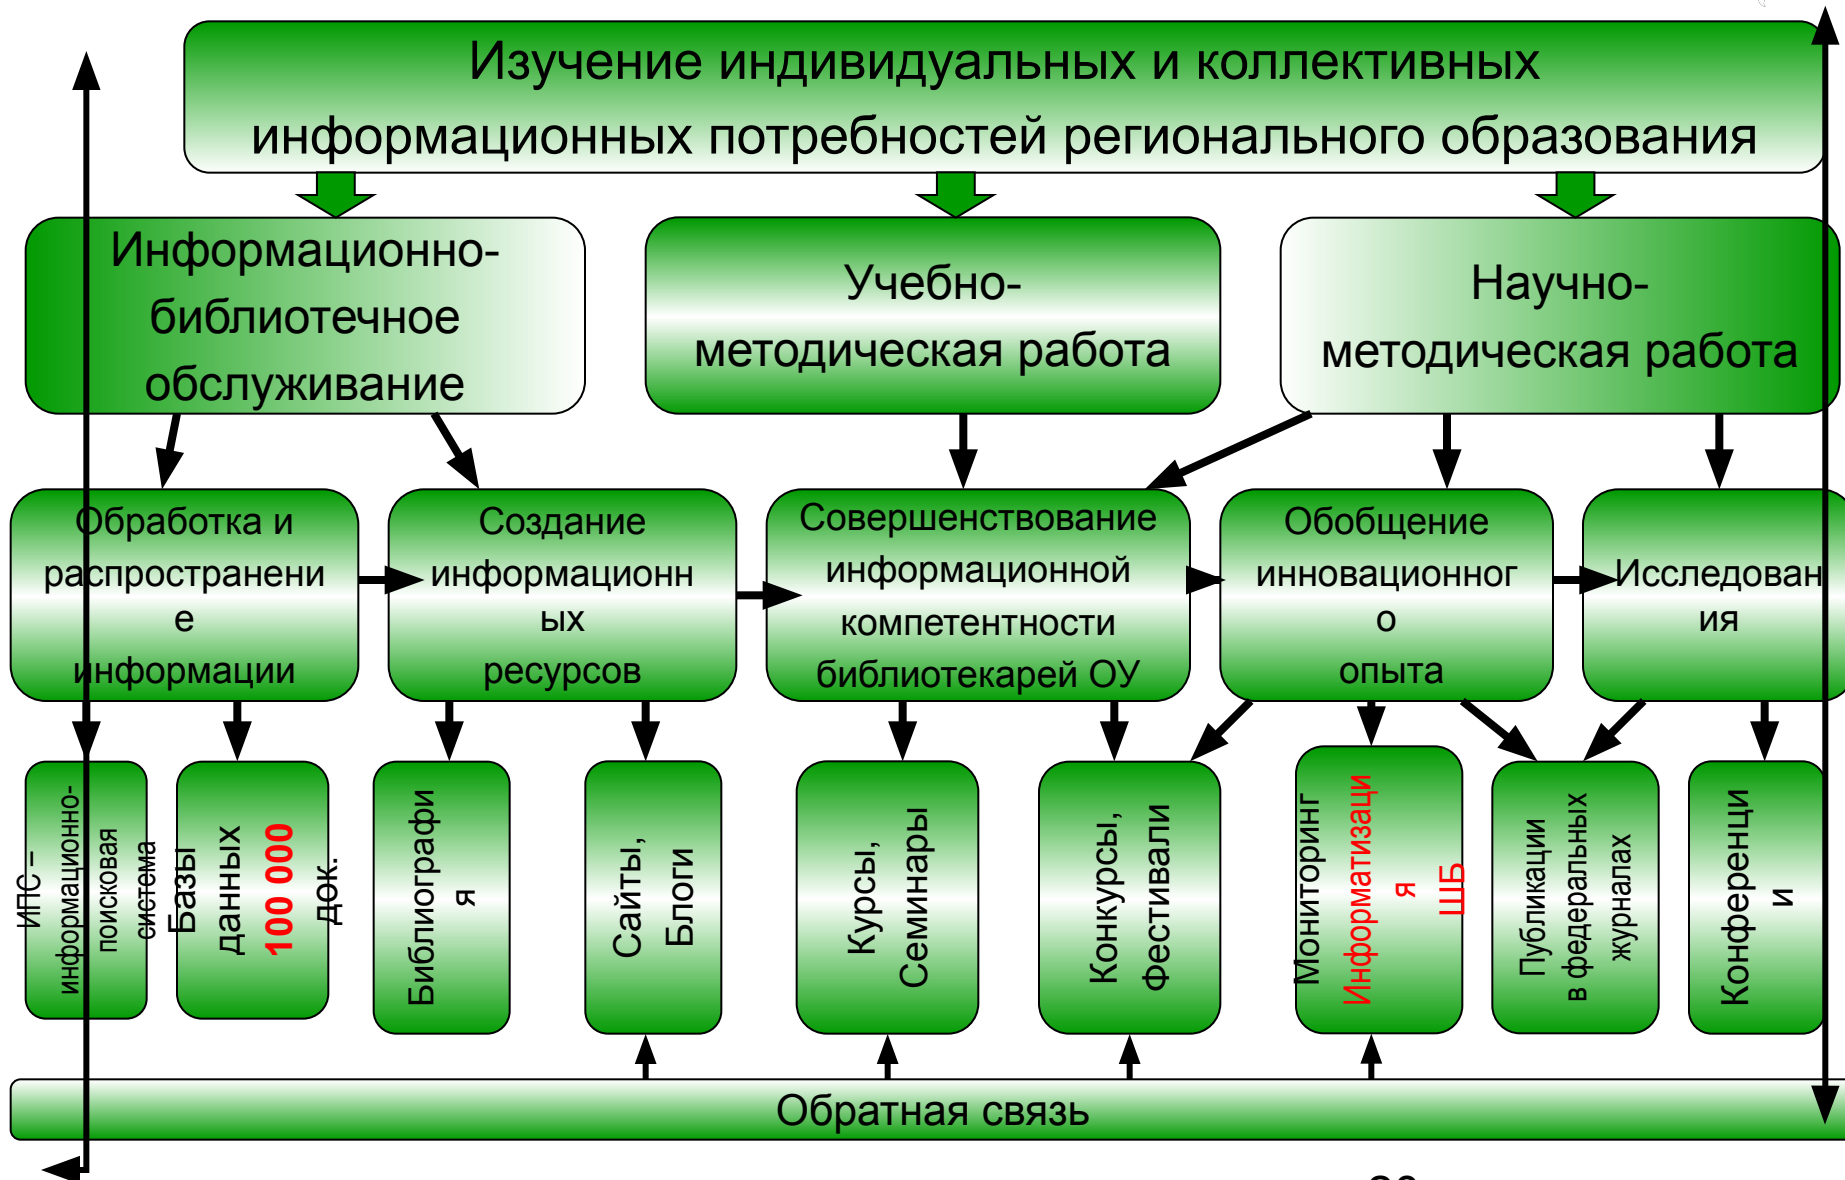 Изучение индивидуальных и коллективных
информационных потребностей регионального образования
Информационно-
библиотечное
обслуживание
Учебно-
методическая работа
Научно-
методическая работа
Обработка и
распространени
е
информации
Создание
информационн
ых
ресурсов
Совершенствование
информационной
компетентности
библиотекарей ОУ
Обобщение
инновационног
о
опыта
Исследован
ия
ИПС –
информационно-
поисковая
система
Базы
данных
100 000
док.
Библиографи
я
Сайты,
Блоги
Курсы,
Семинары
Конкурсы,
Фестивали
Мониторинг
Информатизаци
я
ШБ
Публикации
в федеральных
журналах
Конференци
и
Обратная связь